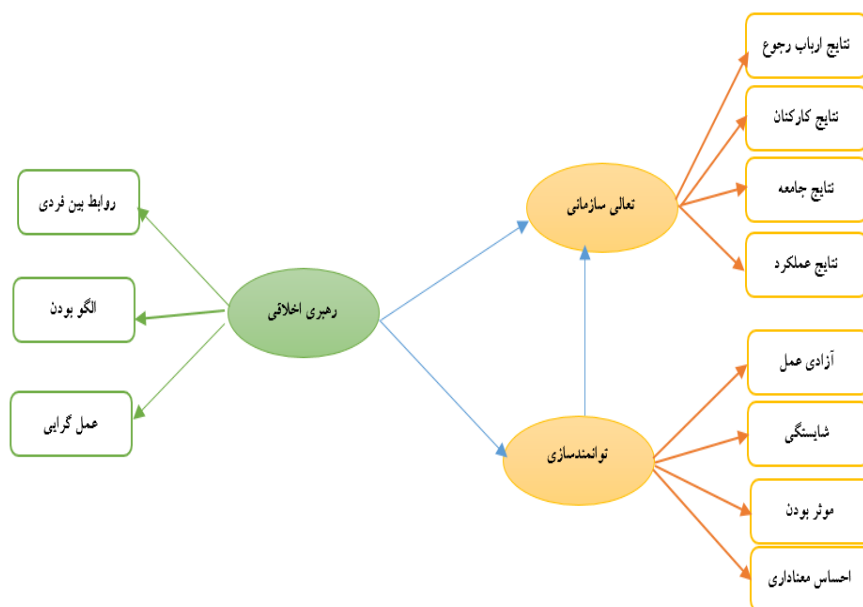 نتایج ارباب رجوع
نتایج کارکنان
نتایج جامعه
نتایج عملکرد
تعالی سازمانی
روابط بین فردی
الگو بودن
عمل گرایی
رهبری اخلاقی
توانمندسازی
آزادی عمل
شایستگی
موثر بودن
احساس معناداری